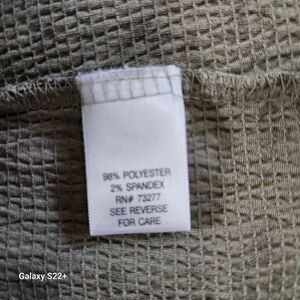 98% POLYESTER
2% SPANDEX
RN# 73277
SEE REVERSE
FOR CARE
Galaxy S22+